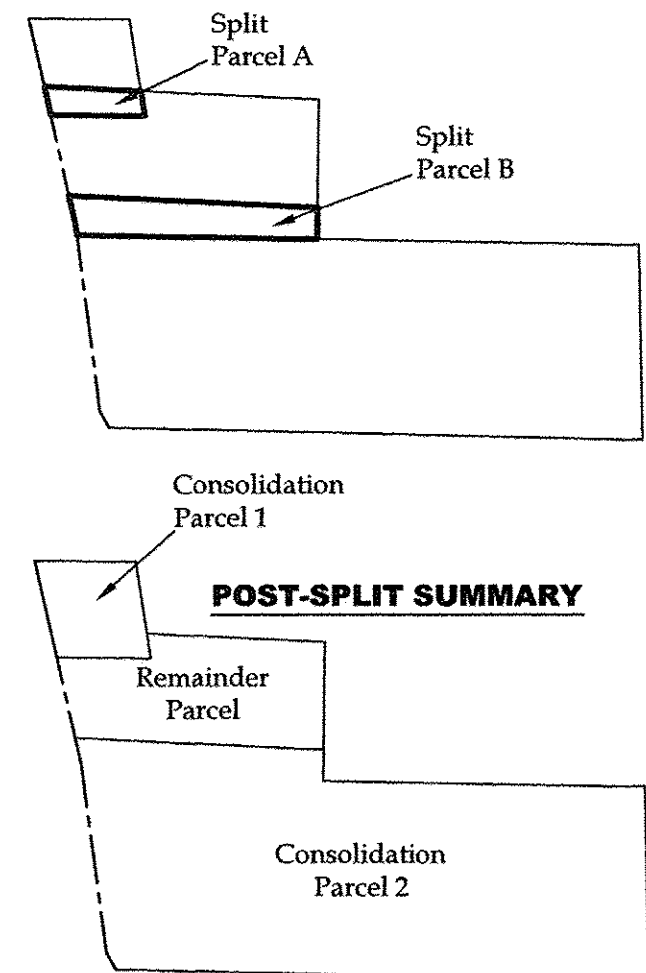 Split
Parcel A
Split
Parcel B
Consolidation
Parcel 1
POST-SPLIT SUMMARY
Remainder
Parcel
Consolidation
Parcel 2